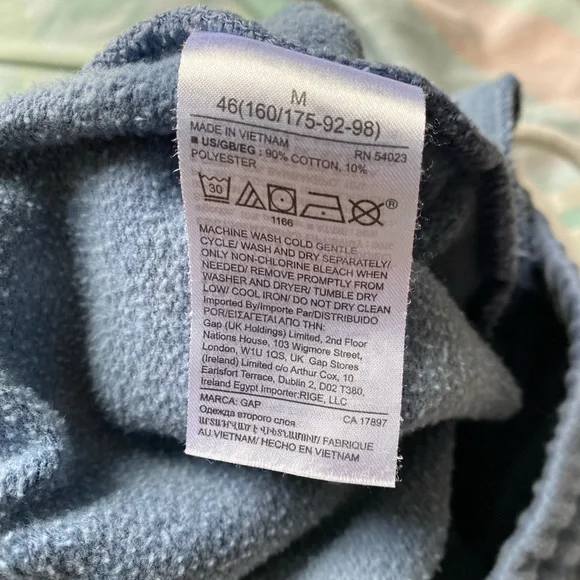 M
46(160/175-92-98)
MADE IN VIETNAM RN 54023
■ US/GB/EG : 90% COTTON, 10%
POLYESTER
30
1166
®
MACHINE WASH COLD GENTLE
CYCLE/ WASH AND DRY SEPARATELY/
ONLY NON-CHLORINE BLEACH WHEN
NEEDED/ REMOVE PROMPTLY FROM
WASHER AND DRYER/ TUMBLE DRY
LOW/ COOL IRON/ DO NOT DRY CLEAN
Imported By/Importe Par/DISTRIBUIDO
POR/ΕΙΣΑΓΕΤΑΙ ΑΠΟ ΤΗΝ:
Gap (UK Holdings) Limited, 2nd Floor
Nations House, 103 Wigmore Street,
London, W1U 1QS, UK Gap Stores
(Ireland) Limited c/o Arthur Cox, 10
Earlsfort Terrace, Dublin 2, D02 T380,
Ireland Egypt Importer:RIGE, LLC
MARCA: GAP CA 17897
Одежда второго слоя
ԱՐՏԱԴՐՎԱԾ Է ՎԻԵՏՆԱՄՈՒՄ/ FABRIQUE
AU VIETNAM/ HECHO EN VIETNAM